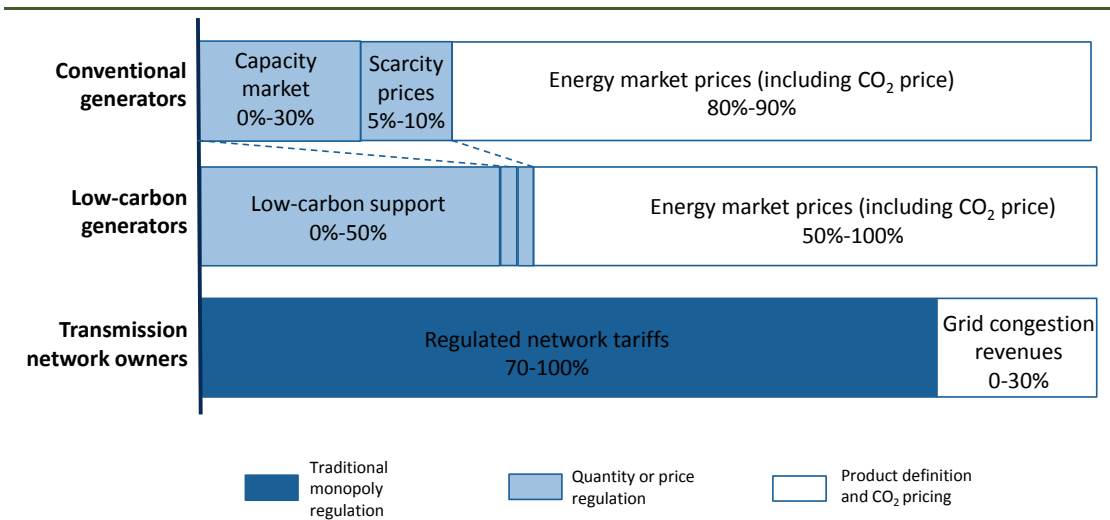 Conventional
generators
Capacity
market
0%-30%
Scarcity
prices
5%-10%
Energy market prices (including CO₂ price)
80%-90%
Low-carbon
generators
Low-carbon support
0%-50%
Energy market prices (including CO₂ price)
50%-100%
Transmission
network owners
Regulated network tariffs
70-100%
Grid congestion
revenues
0-30%
Traditional
monopoly
regulation
Quantity or price
regulation
Product definition
and CO₂ pricing